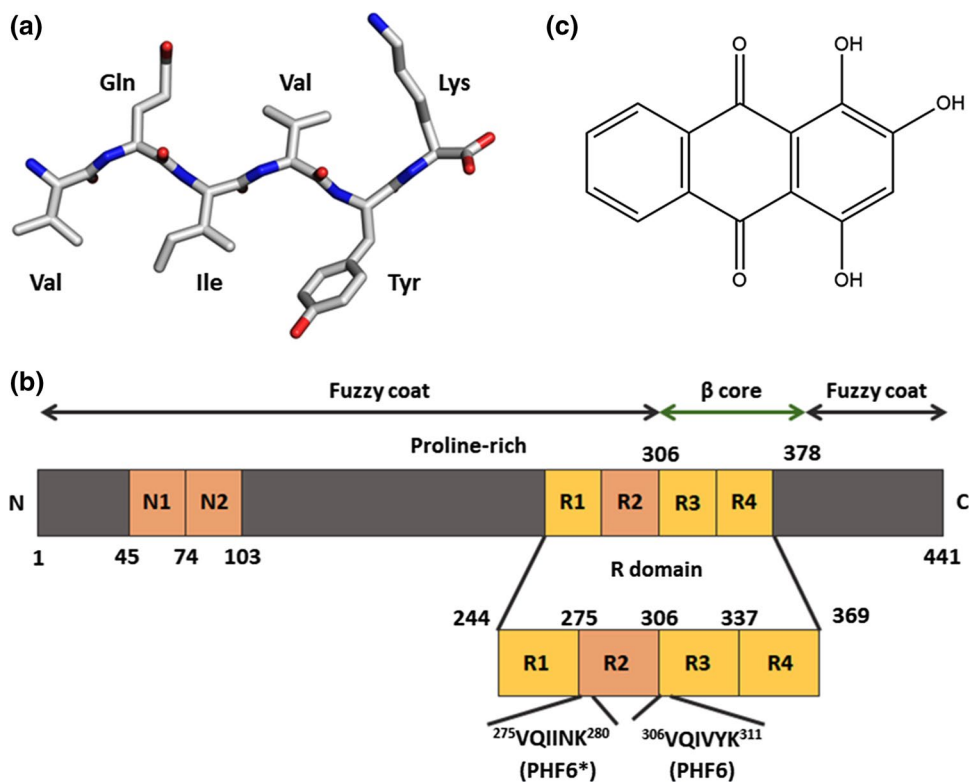 (a)
Gln
Val
Lys
Val
Ile
Tyr
(c)
O
OH
OH
O
OH
(b)
Fuzzy coat
β core
Fuzzy coat
Proline-rich
306
378
N
N1
N2
R1
R2
R3
R4
C
1
45
74
103
441
R domain
244
275
306
337
369
R1
R2
R3
R4
²⁷⁵VQIINK²⁸⁰
³⁰⁶VQIVYK³¹¹
(PHF6*)
(PHF6)